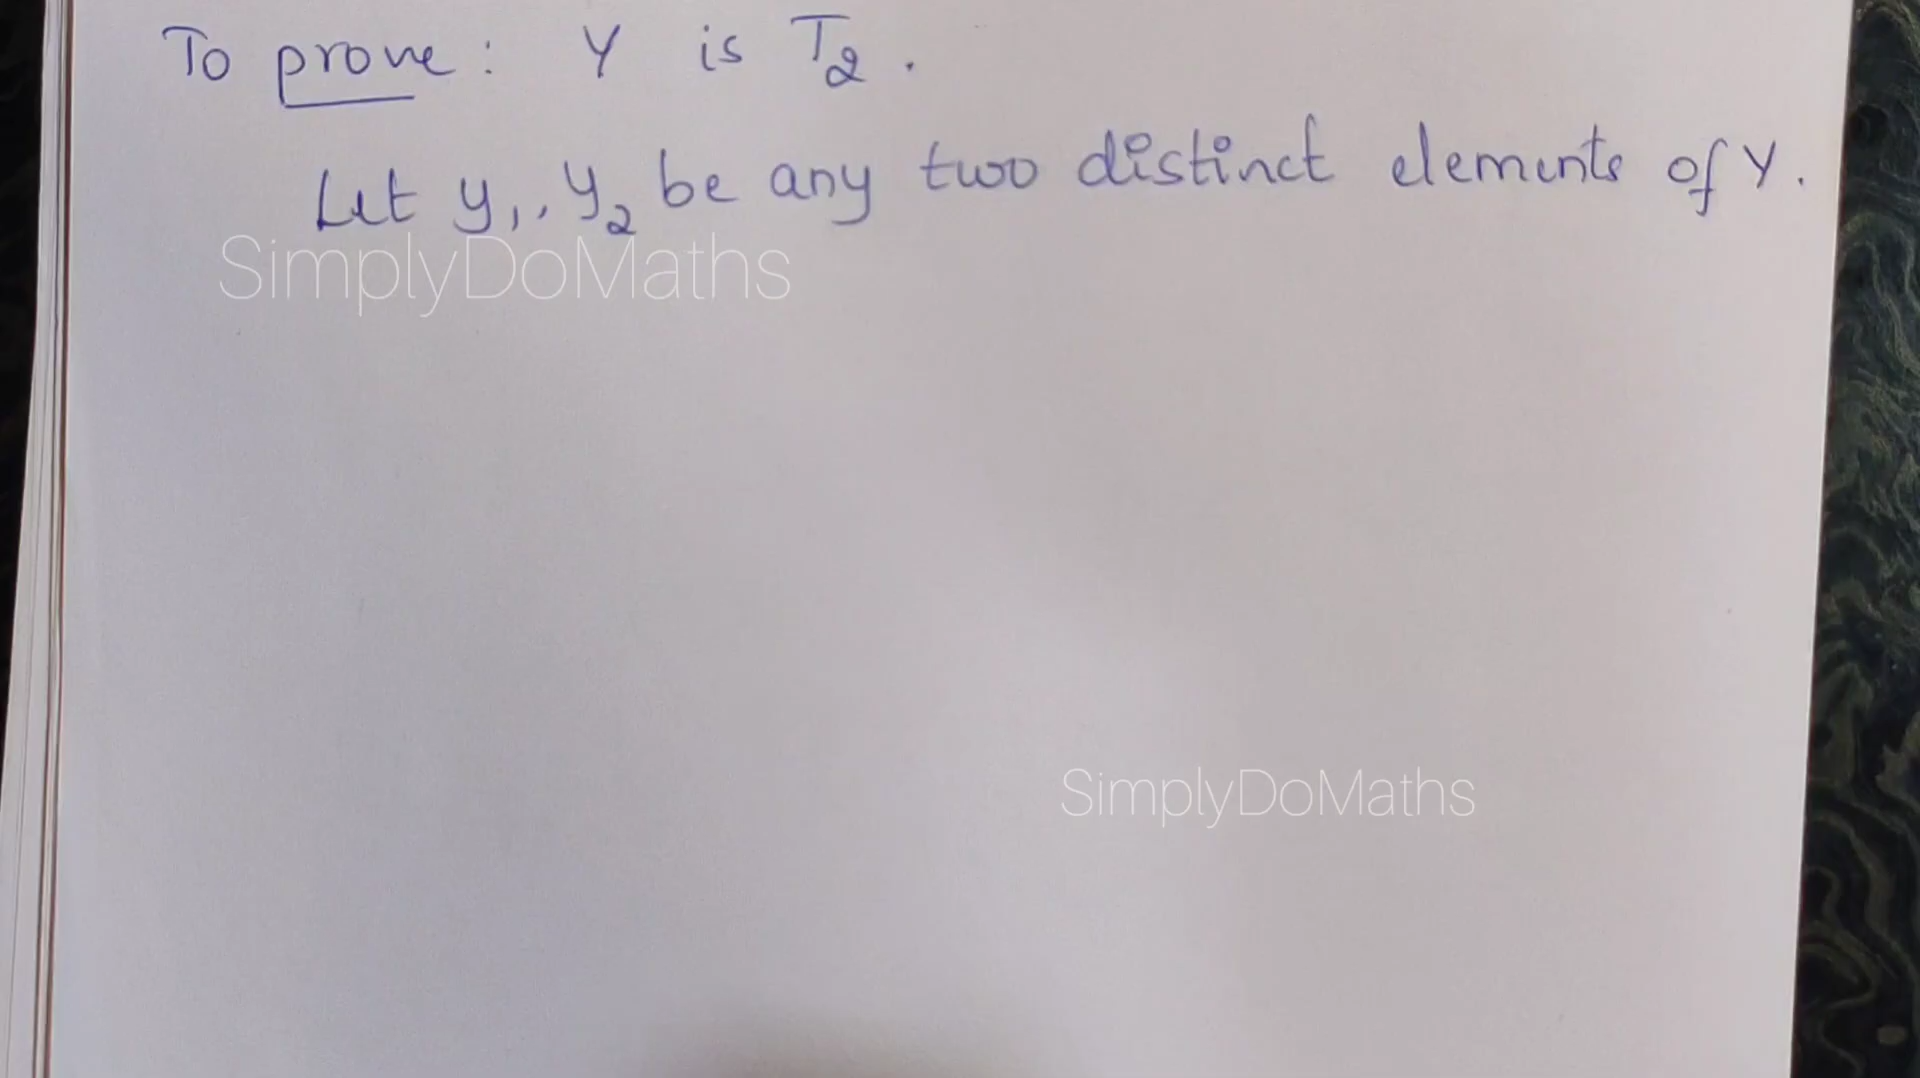 To prove : Y is T₂.
Let y₁, y₂ be any two distinct elements of Y.
SimplyDoMaths
SimplyDoMaths